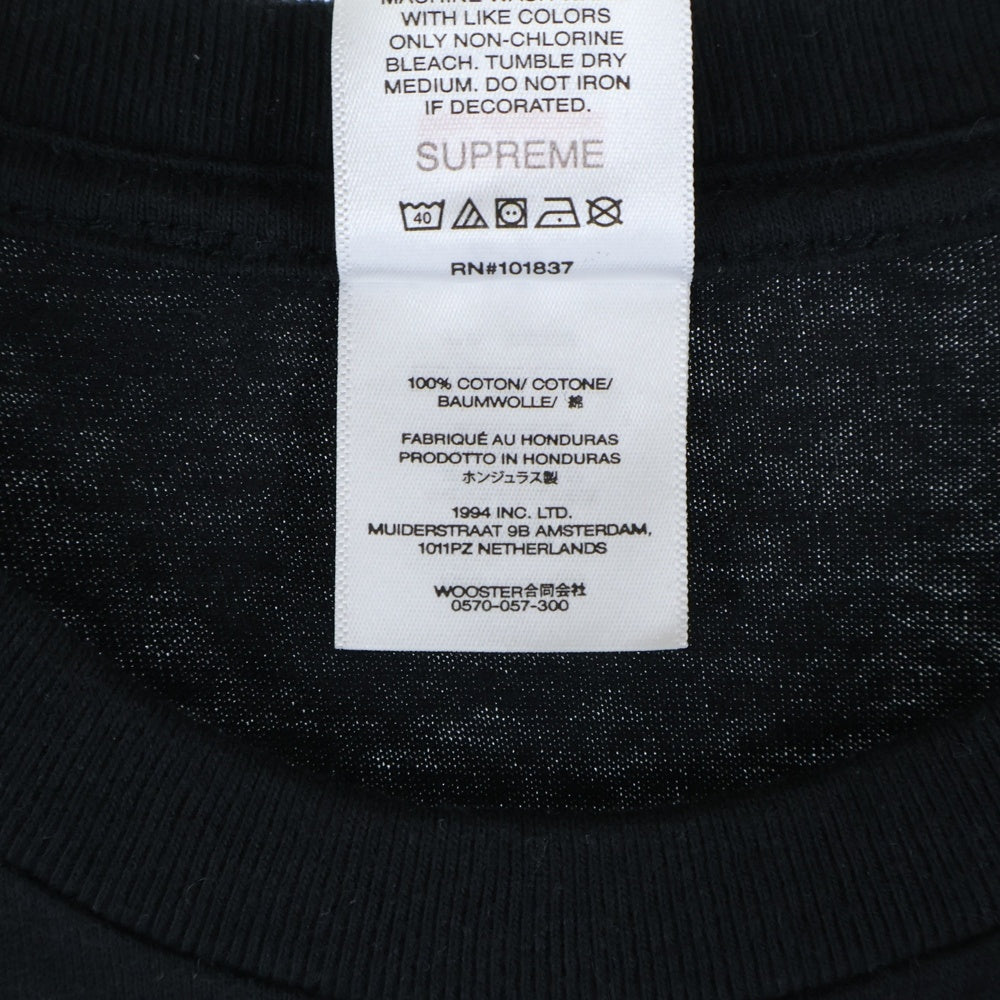 WITH LIKE COLORS
ONLY NON-CHLORINE
BLEACH. TUMBLE DRY
MEDIUM. DO NOT IRON
IF DECORATED.
SUPREME
40
RN#101837
100% COTON/ COTONE/
BAUMWOLLE/ 綿
FABRIQUÉ AU HONDURAS
PRODOTTO IN HONDURAS
ホンジュラス製
1994 INC. LTD.
MUIDERSTRAAT 9B AMSTERDAM,
1011PZ NETHERLANDS
WOOSTER合同会社
0570-057-300